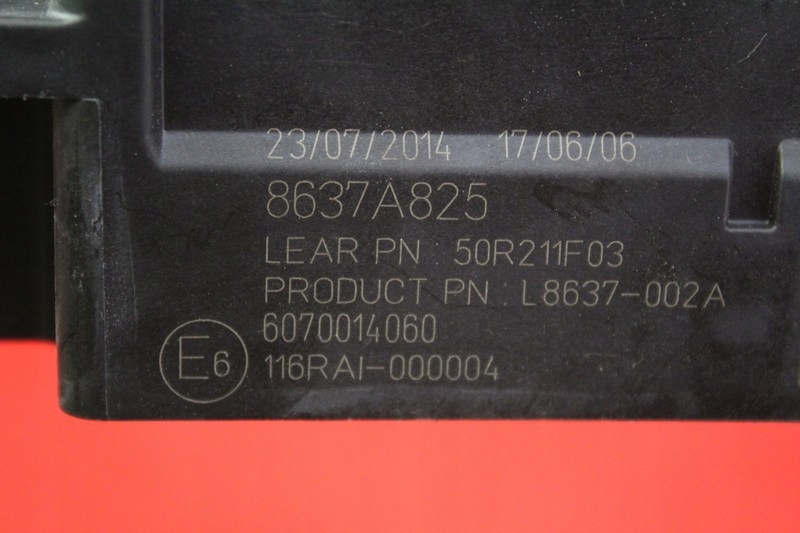 23/07/2014 17/06/06
8637A825
LEAR PN : 50R211F03
PRODUCT PN : L8637-002A
6070014060
E6 116RAI-000004